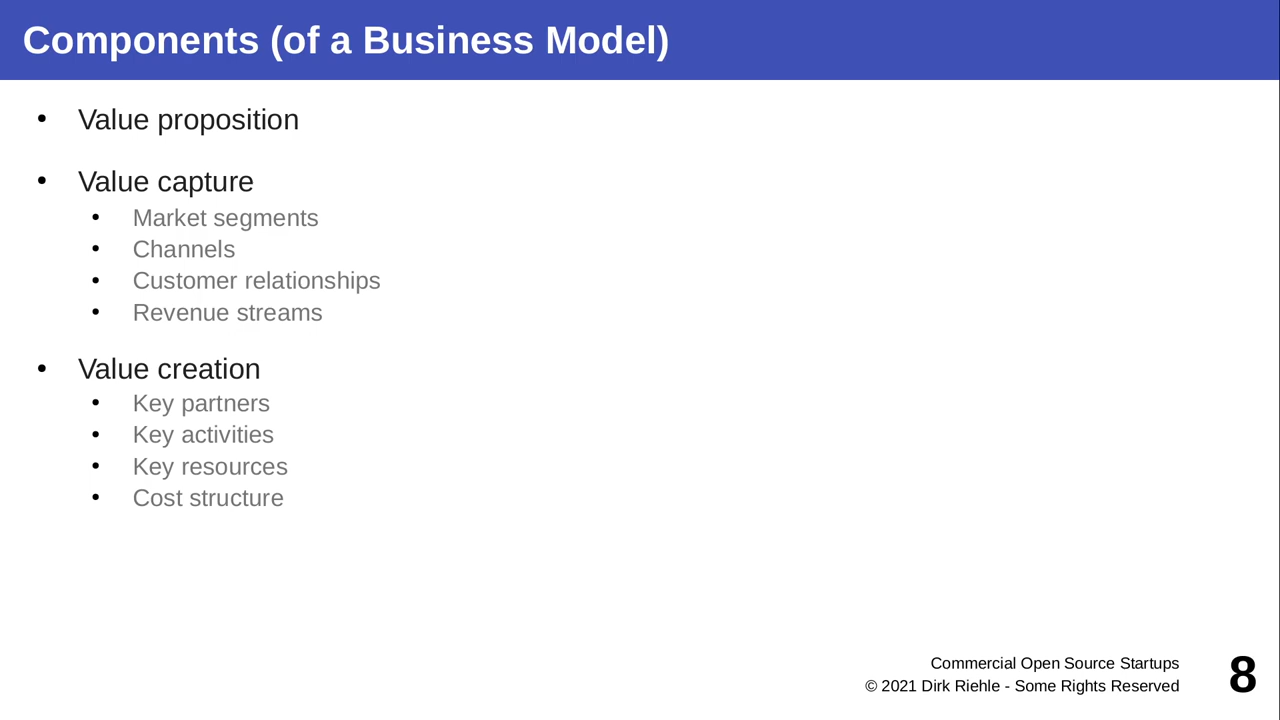 Components (of a Business Model)
• Value proposition
• Value capture
• Market segments
• Channels
• Customer relationships
• Revenue streams
• Value creation
• Key partners
• Key activities
• Key resources
• Cost structure
Commercial Open Source Startups
© 2021 Dirk Riehle - Some Rights Reserved
8